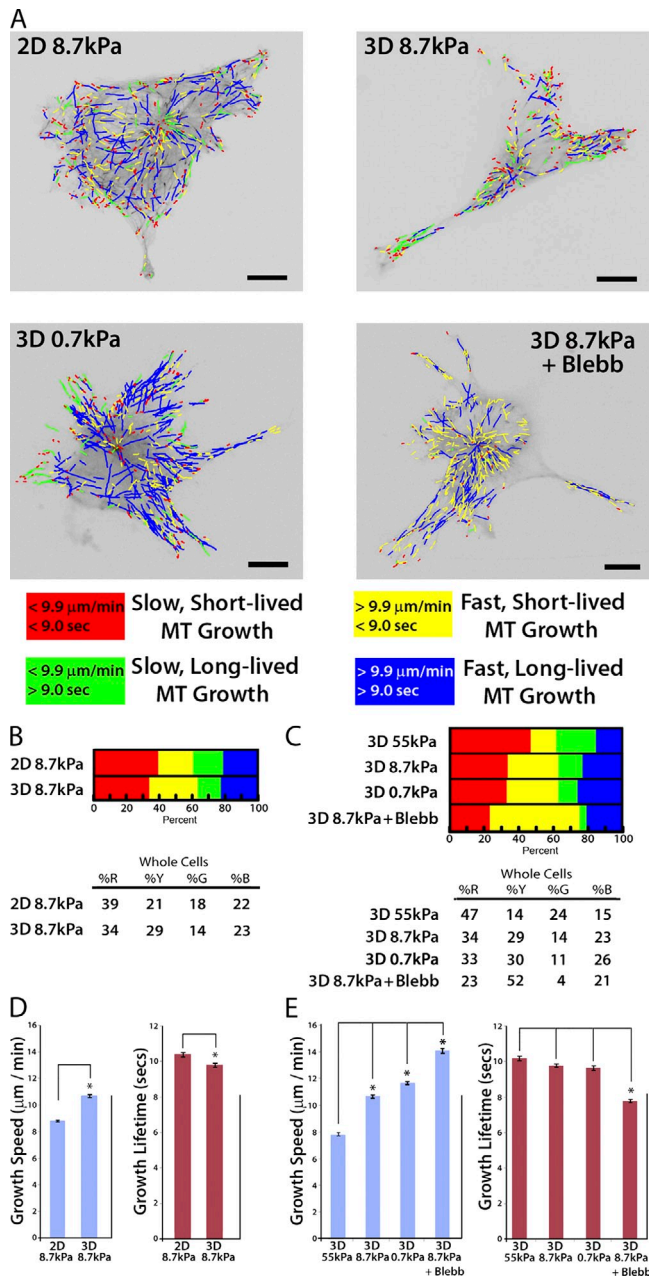 A
2D 8.7kPa
3D 8.7kPa
3D 0.7kPa
3D 8.7kPa
+ Blebb
< 9.9 μm/min
< 9.0 sec
Slow, Short-lived
MT Growth
> 9.9 μm/min
< 9.0 sec
Fast, Short-lived
MT Growth
< 9.9 μm/min
> 9.0 sec
Slow, Long-lived
MT Growth
> 9.9 μm/min
> 9.0 sec
Fast, Long-lived
MT Growth
B
2D 8.7kPa
3D 8.7kPa
0 20 40 60 80 100
Percent
Whole Cells
%R %Y %G %B
2D 8.7kPa 39 21 18 22
3D 8.7kPa 34 29 14 23
C
3D 55kPa
3D 8.7kPa
3D 0.7kPa
3D 8.7kPa+Blebb
0 20 40 60 80 100
Percent
Whole Cells
%R %Y %G %B
3D 55kPa 47 14 24 15
3D 8.7kPa 34 29 14 23
3D 0.7kPa 33 30 11 26
3D 8.7kPa+Blebb 23 52 4 21
D
Growth Speed (μm / min)
16
14
12
10
8
6
4
2
0
*
2D
8.7kPa
3D
8.7kPa
Growth Lifetime (secs)
12
10
8
6
4
2
0
*
2D
8.7kPa
3D
8.7kPa
E
Growth Speed (μm / min)
16
14
12
10
8
6
4
2
0
* * *
3D
55kPa
3D
8.7kPa
3D
0.7kPa
3D
8.7kPa
+ Blebb
Growth Lifetime (secs)
12
10
8
6
4
2
0
*
3D
55kPa
3D
8.7kPa
3D
0.7kPa
3D
8.7kPa
+ Blebb